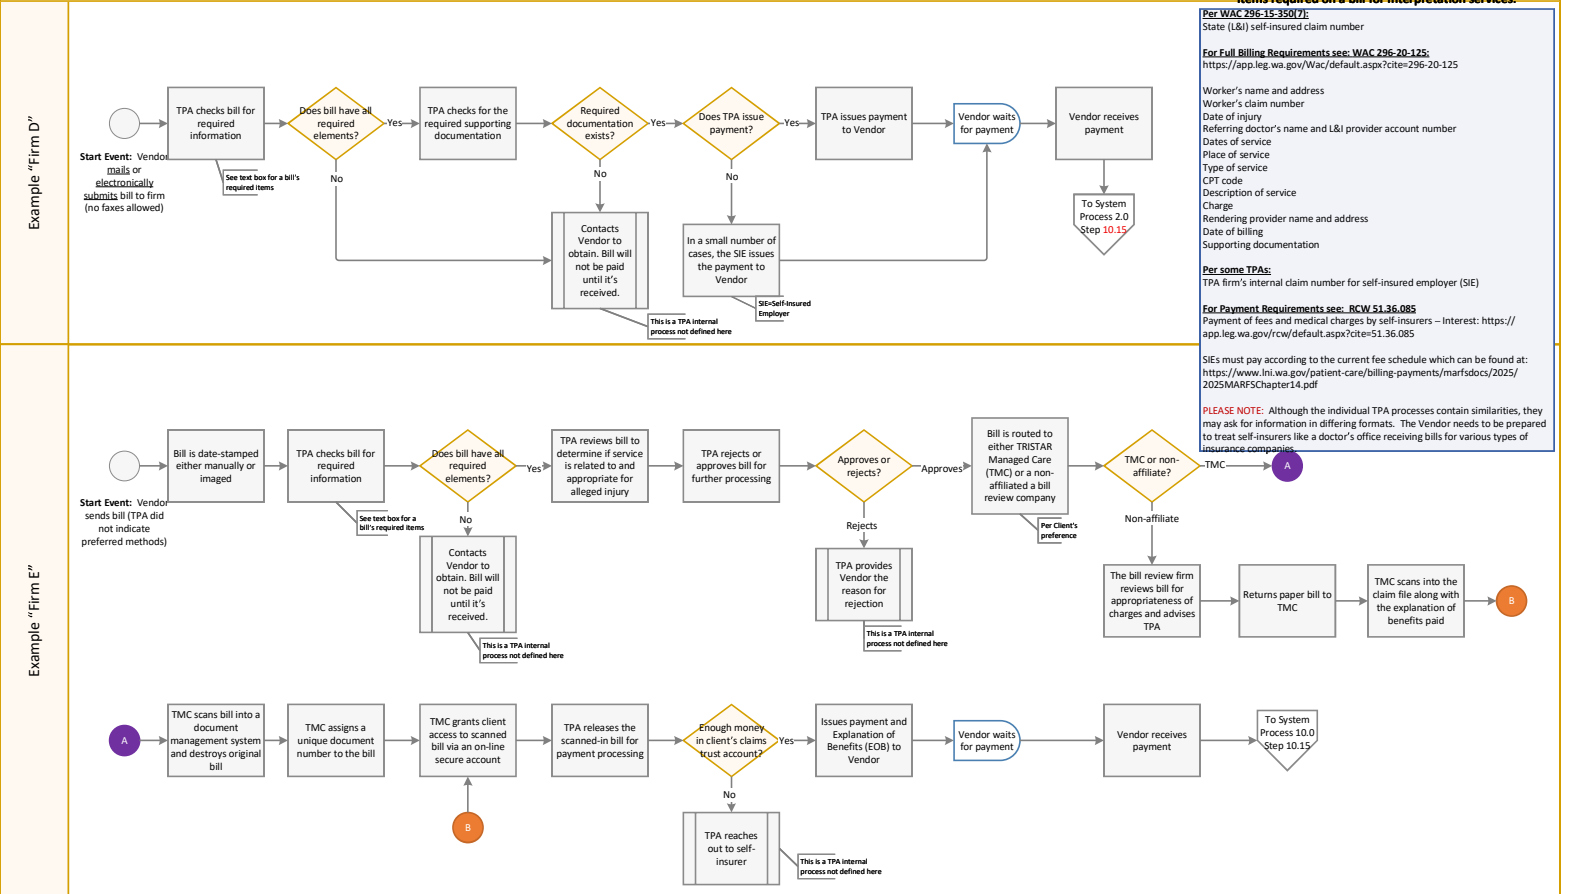 Items required on a bill for interpretation services:
Per WAC 296-15-350(7):
State (L&I) self-insured claim number
For Full Billing Requirements see: WAC 296-20-125:
https://app.leg.wa.gov/Wac/default.aspx?cite=296-20-125
Worker's name and address
Worker's claim number
Date of injury
Referring doctor's name and L&I provider account number
Dates of service
Place of service
Type of service
CPT code
Description of service
Charge
Rendering provider name and address
Date of billing
Supporting documentation
Per some TPAs:
TPA firm's internal claim number for self-insured employer (SIE)
For Payment Requirements see:  RCW 51.36.085
Payment of fees and medical charges by self-insurers – Interest: https://
app.leg.wa.gov/rcw/default.aspx?cite=51.36.085
SIEs must pay according to the current fee schedule which can be found at:
https://www.lni.wa.gov/patient-care/billing-payments/marfsdocs/2025/
2025MARFSChapter14.pdf
PLEASE NOTE:  Although the individual TPA processes contain similarities, they
may ask for information in differing formats.  The Vendor needs to be prepared
to treat self-insurers like a doctor's office receiving bills for various types of
insurance companies.
Example "Firm D"
Start Event:  Vendor
mails or
electronically
submits bill to firm
(no faxes allowed)
TPA checks bill for
required
information
See text box for a bill's
required items
Does bill have all
required
elements?
Yes
No
TPA checks for the
required supporting
documentation
Required
documentation
exists?
Yes
No
Contacts
Vendor to
obtain. Bill will
not be paid
until it's
received.
This is a TPA internal
process not defined here
Does TPA issue
payment?
Yes
No
In a small number of
cases, the SIE issues
the payment to
Vendor
SIE=Self-Insured
Employer
TPA issues payment
to Vendor
Vendor waits
for payment
Vendor receives
payment
To System
Process 2.0
Step 10.15
Example "Firm E"
Start Event:  Vendor
sends bill (TPA did
not indicate
preferred methods)
Bill is date-stamped
either manually or
imaged
TPA checks bill for
required
information
See text box for a
bill's required items
Does bill have all
required
elements?
Yes
No
Contacts
Vendor to
obtain. Bill will
not be paid
until it's
received.
This is a TPA internal
process not defined here
TPA reviews bill to
determine if service
is related to and
appropriate for
alleged injury
TPA rejects or
approves bill for
further processing
Approves or
rejects?
Approves
Rejects
TPA provides
Vendor the
reason for
rejection
This is a TPA internal
process not defined here
Bill is routed to
either TRISTAR
Managed Care
(TMC) or a non-
affiliated a bill
review company
Per Client's
preference
TMC or non-
affiliate?
TMC
A
Non-affiliate
The bill review firm
reviews bill for
appropriateness of
charges and advises
TPA
Returns paper bill to
TMC
TMC scans into the
claim file along with
the explanation of
benefits paid
B
A
TMC scans bill into a
document
management system
and destroys original
bill
TMC assigns a
unique document
number to the bill
TMC grants client
access to scanned
bill via an on-line
secure account
B
TPA releases the
scanned-in bill for
payment processing
Enough money
in client's claims
trust account?
Yes
No
TPA reaches
out to self-
insurer
This is a TPA internal
process not defined here
Issues payment and
Explanation of
Benefits (EOB) to
Vendor
Vendor waits
for payment
Vendor receives
payment
To System
Process 10.0
Step 10.15